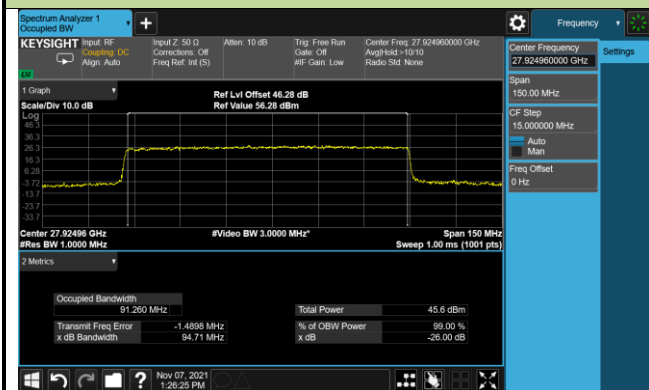 Spectrum Analyzer 1
Occupied BW
Frequency
KEYSIGHT
Input: RF
Coupling: DC
Align: Auto
Input Z: 50 Ω
Corrections: Off
Freq Ref: Int (S)
Atten: 10 dB
Trig: Free Run
Gate: Off
#IF Gain: Low
Center Freq: 27.924960000 GHz
Avg|Hold:>10/10
Radio Std: None
1 Graph
Scale/Div 10.0 dB
Ref Lvl Offset 46.28 dB
Ref Value 56.28 dBm
Log
46.3
36.3
26.3
16.3
6.28
-3.72
-13.7
-23.7
-33.7
Center 27.92496 GHz
#Res BW 1.0000 MHz
#Video BW 3.0000 MHz*
Span 150 MHz
Sweep 1.00 ms (1001 pts)
2 Metrics
Occupied Bandwidth
91.260 MHz
Total Power 45.6 dBm
Transmit Freq Error -1.4898 MHz
% of OBW Power 99.00 %
x dB Bandwidth 94.71 MHz
x dB -26.00 dB
Center Frequency
27.924960000 GHz
Settings
Span
150.00 MHz
CF Step
15.000000 MHz
Auto
Man
Freq Offset
0 Hz
Nov 07, 2021
1:26:25 PM